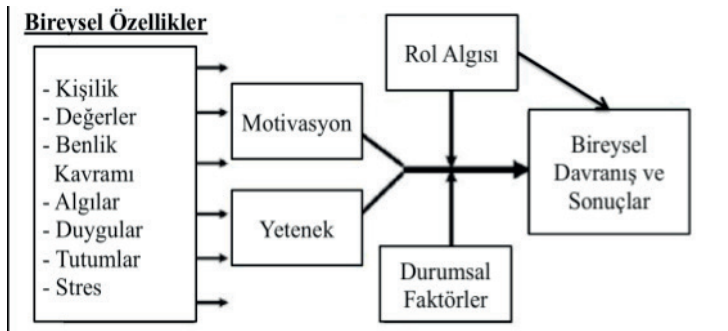 Bireysel Özellikler
- Kişilik
- Değerler
- Benlik
Kavramı
- Algılar
- Duygular
- Tutumlar
- Stres
Motivasyon
Yetenek
Rol Algısı
Durumsal
Faktörler
Bireysel
Davranış ve
Sonuçlar